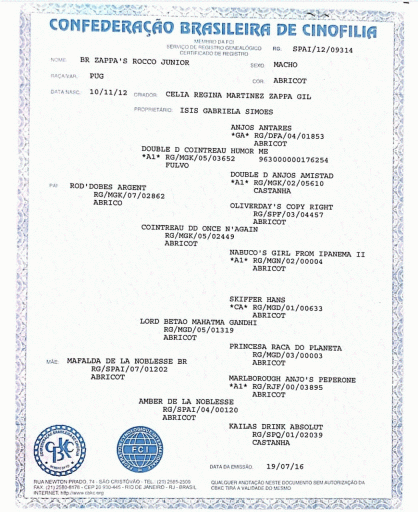 CONFEDERAÇÃO BRASILEIRA DE CINOFILIA
MEMBRO DA FCI
SERVIÇO DE REGISTRO GENEALÓGICO
CERTIFICADO DE REGISTRO
RG. SPAI/12/09314
NOME: BR ZAPPA'S ROCCO JUNIOR
SEXO: MACHO
RAÇA/VAR. PUG
COR: ABRICOT
DATA NASC. 10/11/12 CRIADOR: CELIA REGINA MARTINEZ ZAPPA GIL
PROPRIETÁRIO: ISIS GABRIELA SIMOES
ANJOS ANTARES
*GA* RG/DFA/04/01853
ABRICOT
DOUBLE D COINTREAU HUMOR ME
*A1* RG/MGK/05/03652 963000000176254
FULVO
DOUBLE D ANJOS AMISTAD
*A1* RG/MGK/02/05610
CASTANHA
PAI: ROD'DOBES ARGENT
RG/MGK/07/02862
ABRICO
OLIVERDAY'S COPY RIGHT
RG/SPF/03/04457
ABRICOT
COINTREAU DD ONCE N'AGAIN
RG/MGK/05/02449
ABRICOT
NABUCO'S GIRL FROM IPANEMA II
*A1* RG/MGN/02/00004
ABRICOT
SKIFFER HANS
*CA* RG/MGD/01/00633
ABRICOT
LORD BETAO MAHATMA GANDHI
RG/MGD/05/01319
ABRICOT
PRINCESA RACA DO PLANETA
RG/MGD/03/00003
ABRICOT
MÃE: MAFALDA DE LA NOBLESSE BR
RG/SPAI/07/01202
ABRICOT
MARLBOROUGH ANJO'S PEPERONE
*A1* RG/RJF/00/03895
ABRICOT
AMBER DE LA NOBLESSE
RG/SPAI/04/00120
ABRICOT
KAILAS DRINK ABSOLUT
RG/SPQ/01/02039
CASTANHA
CBKC
FCI
DATA DA EMISSÃO. 19/07/16
RUA NEWTON PRADO, 74 - SÃO CRISTÓVÃO - TEL.: (21) 2585-2509
FAX: (21) 2580-8178 - CEP 20.930-445 - RIO DE JANEIRO - RJ - BRASIL
INTERNET: http://www.cbkc.org
QUALQUER ANOTAÇÃO NESTE DOCUMENTO SEM AUTORIZAÇÃO DA
CBKC TIRA A VALIDADE DO MESMO